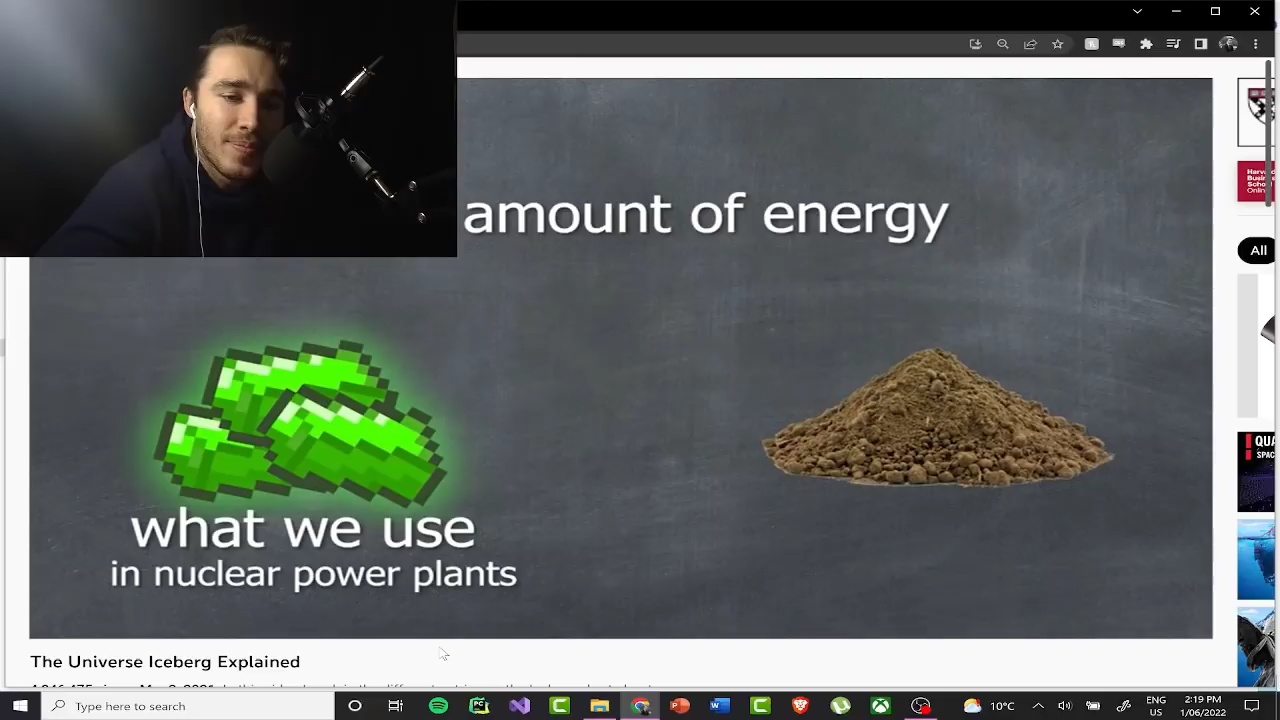 amount of energy
what we use
in nuclear power plants
The Universe Iceberg Explained
All
Type here to search
10°C
ENG
US
2:19 PM
1/06/2022